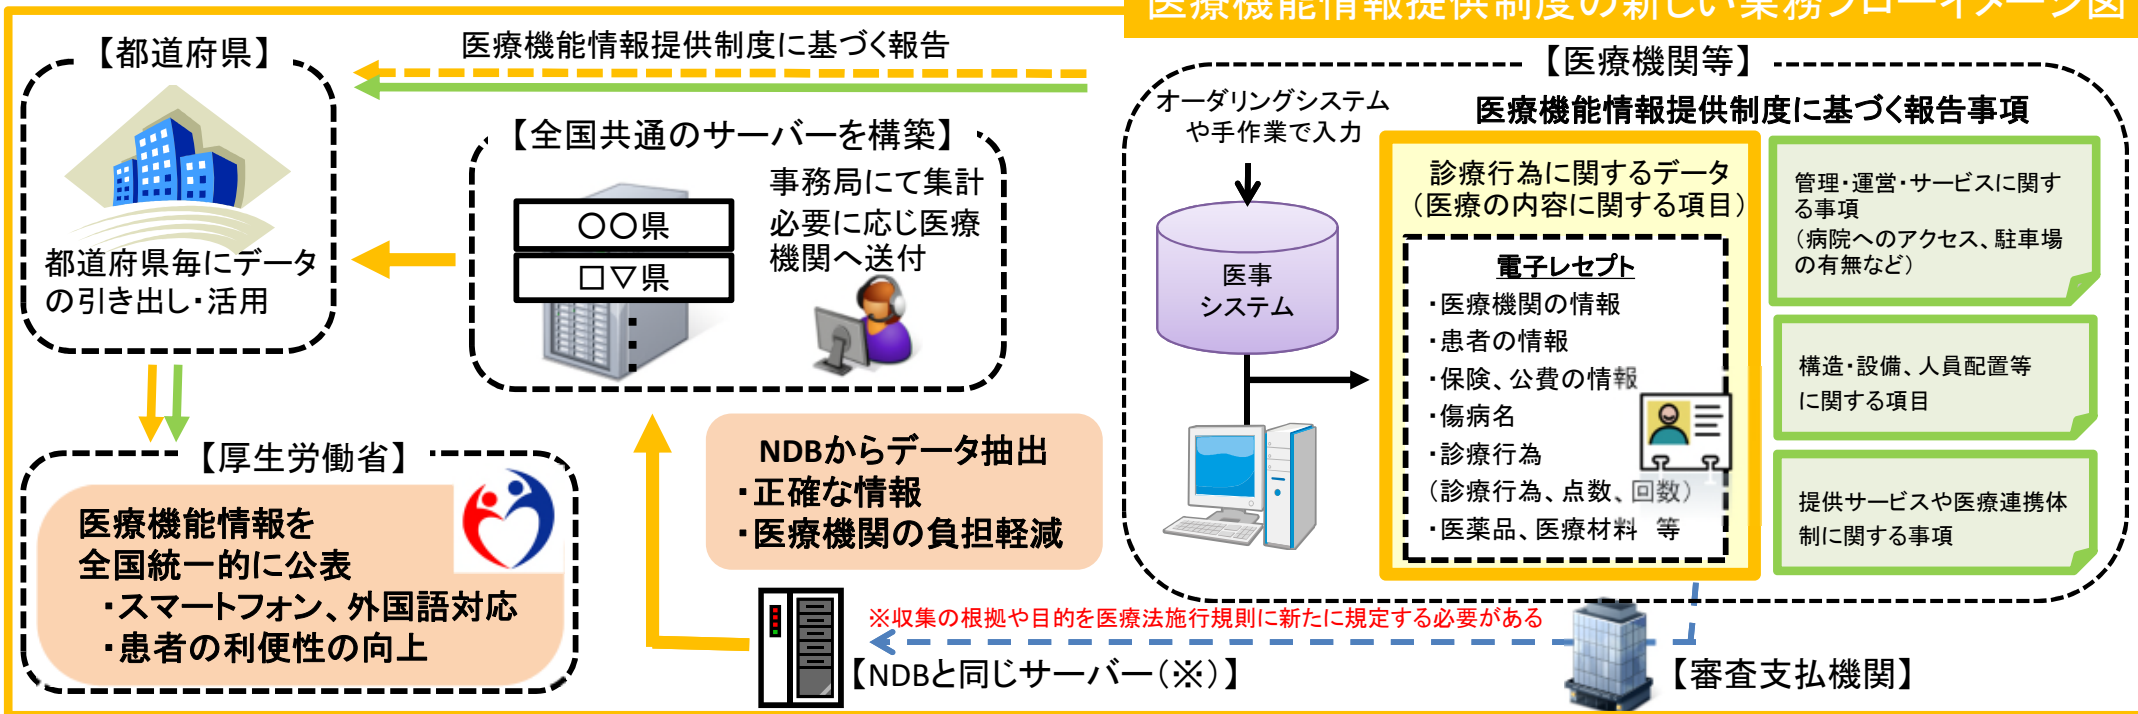 医療機能情報提供制度の新しい業務フローイメージ図
【都道府県】
都道府県毎にデータ
の引き出し・活用
医療機能情報提供制度に基づく報告
【全国共通のサーバーを構築】
〇〇県
□▽県
事務局にて集計
必要に応じ医療
機関へ送付
【医療機関等】
オーダリングシステム
や手作業で入力
医事
システム
医療機能情報提供制度に基づく報告事項
診療行為に関するデータ
（医療の内容に関する項目）
電子レセプト
・医療機関の情報
・患者の情報
・保険、公費の情報
・傷病名
・診療行為
（診療行為、点数、回数）
・医薬品、医療材料　等
管理・運営・サービスに関す
る事項
（病院へのアクセス、駐車場
の有無など）
構造・設備、人員配置等
に関する項目
提供サービスや医療連携体
制に関する事項
【厚生労働省】
医療機能情報を
全国統一的に公表
・スマートフォン、外国語対応
・患者の利便性の向上
NDBからデータ抽出
・正確な情報
・医療機関の負担軽減
※収集の根拠や目的を医療法施行規則に新たに規定する必要がある
【NDBと同じサーバー（※）】
【審査支払機関】